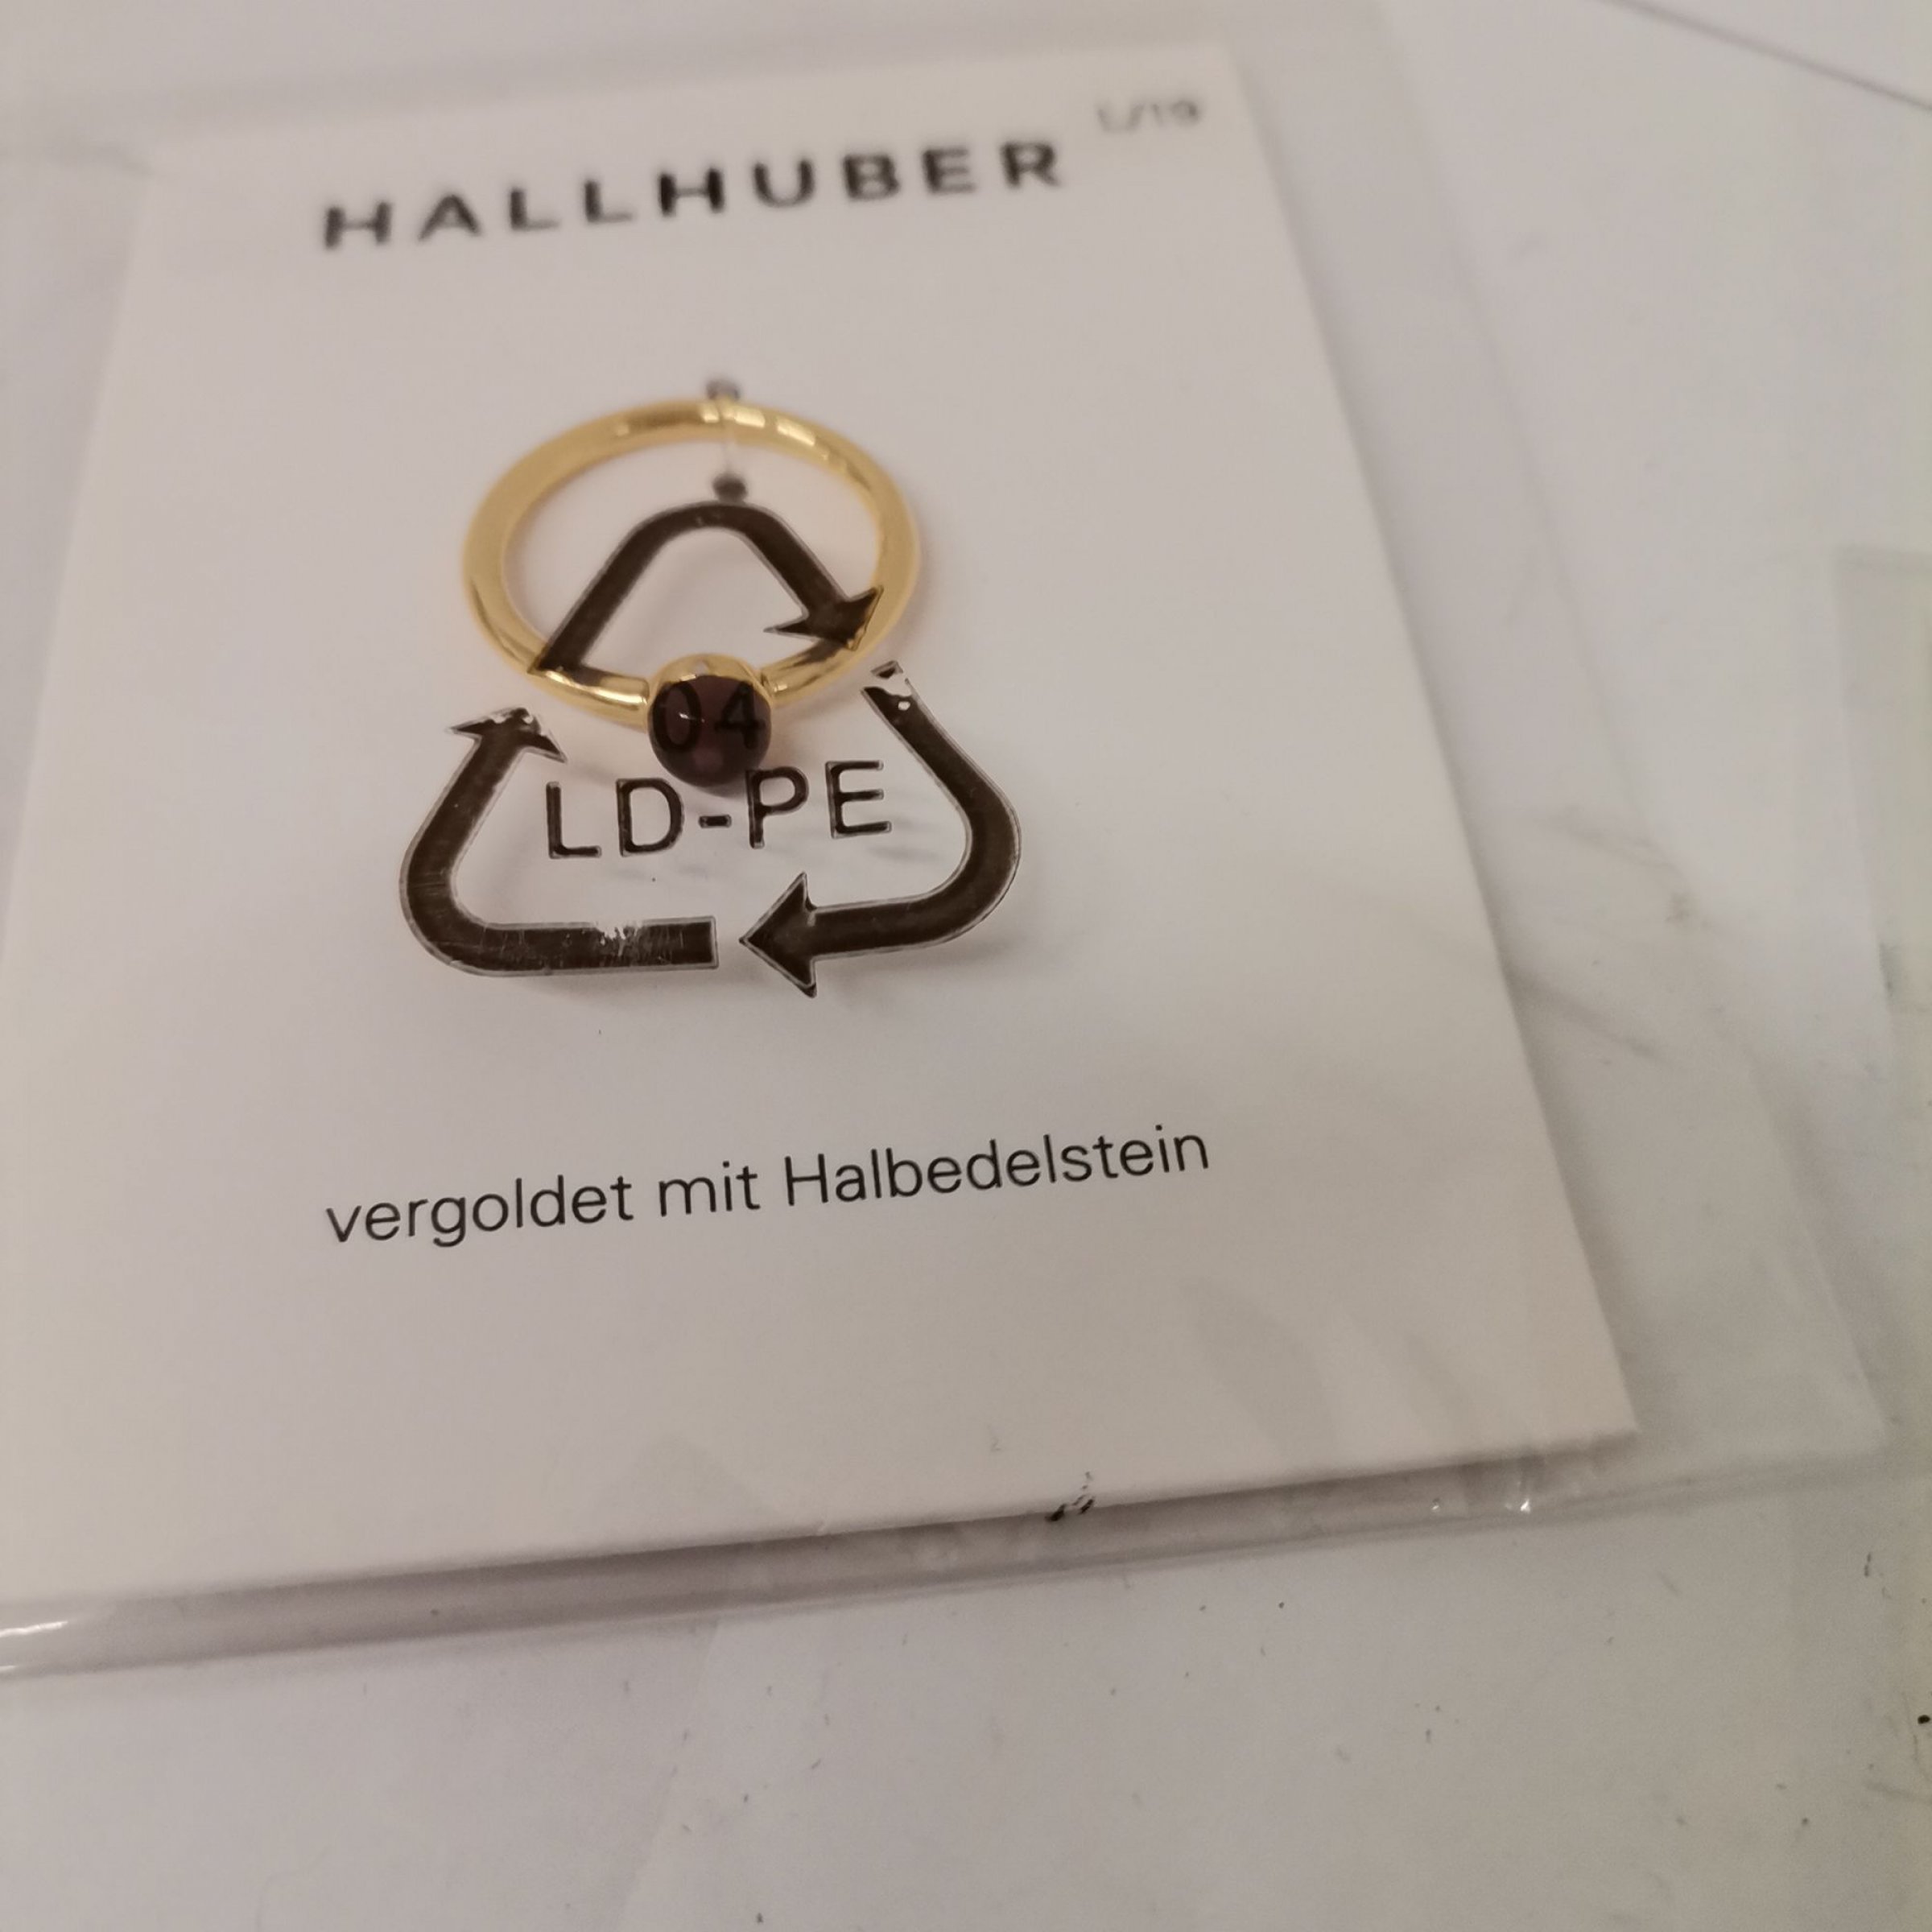 L/19
HALLHUBER
04
LD-PE
vergoldet mit Halbedelstein